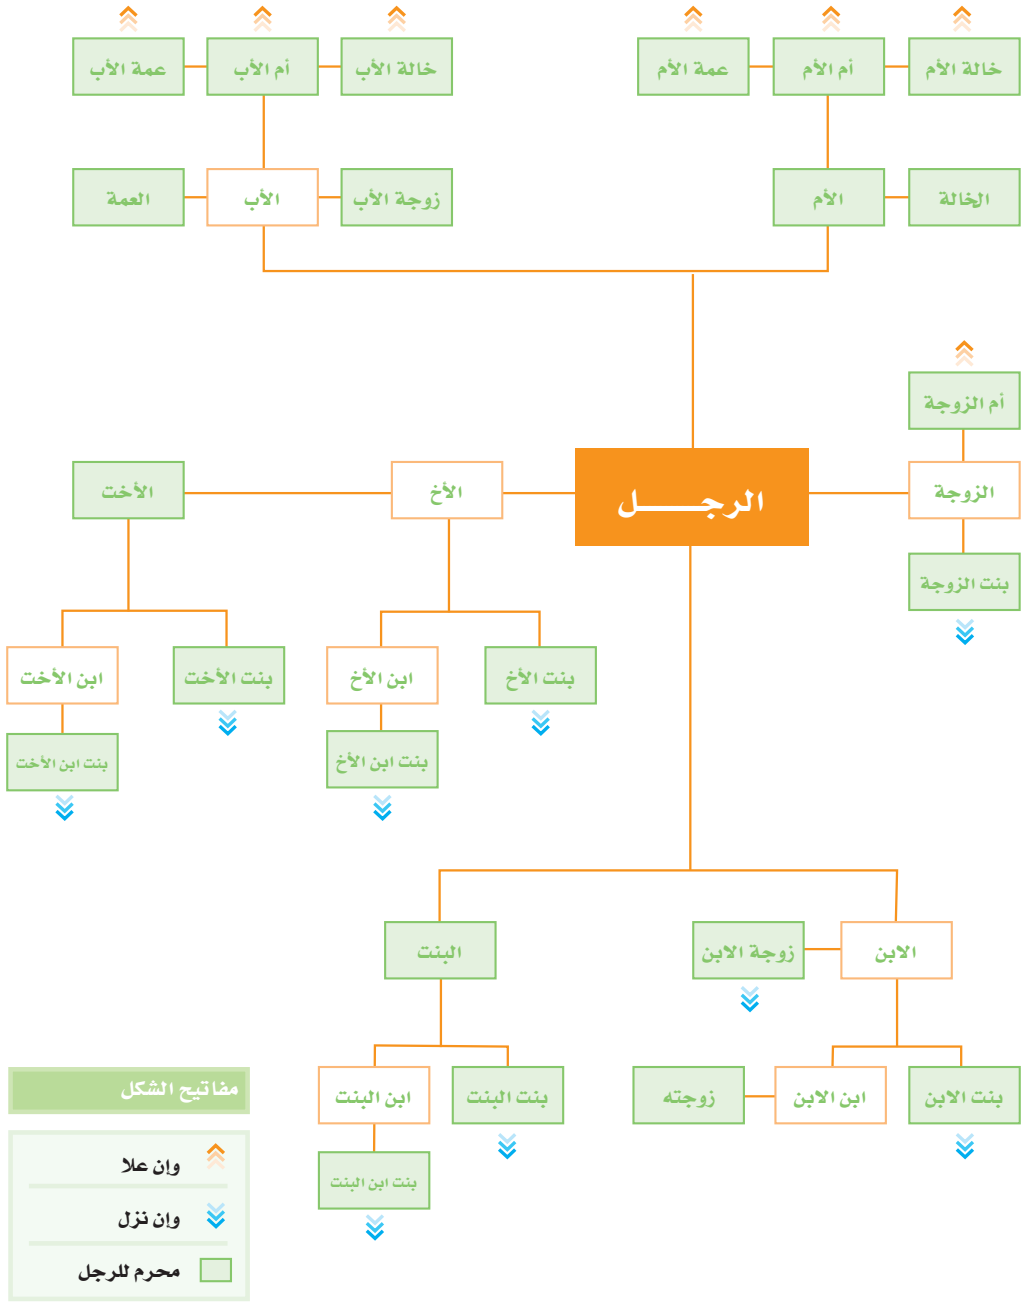 خالة الأم
أم الأم
عمة الأم
خالة الأب
أم الأب
عمة الأب
الخالة
الأم
زوجة الأب
الأب
العمة
أم الزوجة
الزوجة
الرجـــــل
الأخ
الأخت
بنت الزوجة
بنت الأخ
ابن الأخ
بنت الأخت
ابن الأخت
بنت ابن الأخ
بنت ابن الأخت
الابن
زوجة الابن
البنت
بنت الابن
ابن الابن
زوجته
بنت البنت
ابن البنت
بنت ابن البنت
مفاتيح الشكل
وإن علا
وإن نزل
محرم للرجل